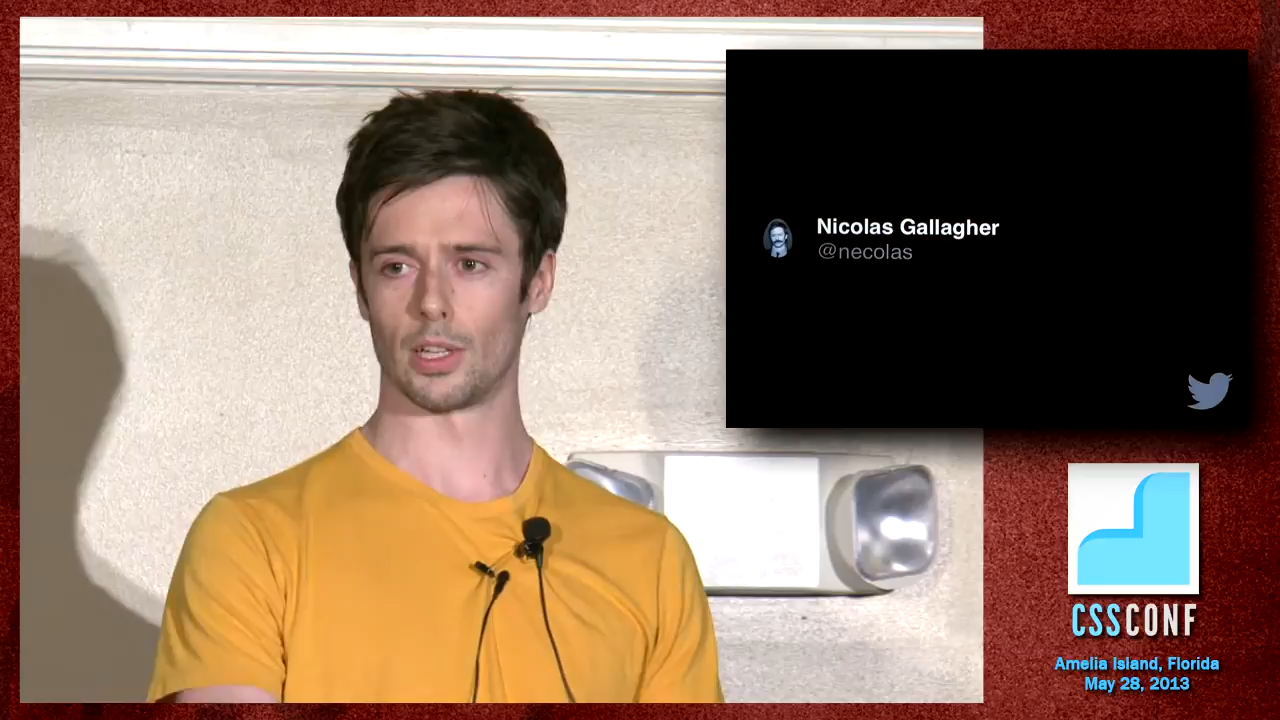 Nicolas Gallagher
@necolas
CSSCONF
Amelia Island, Florida
May 28, 2013